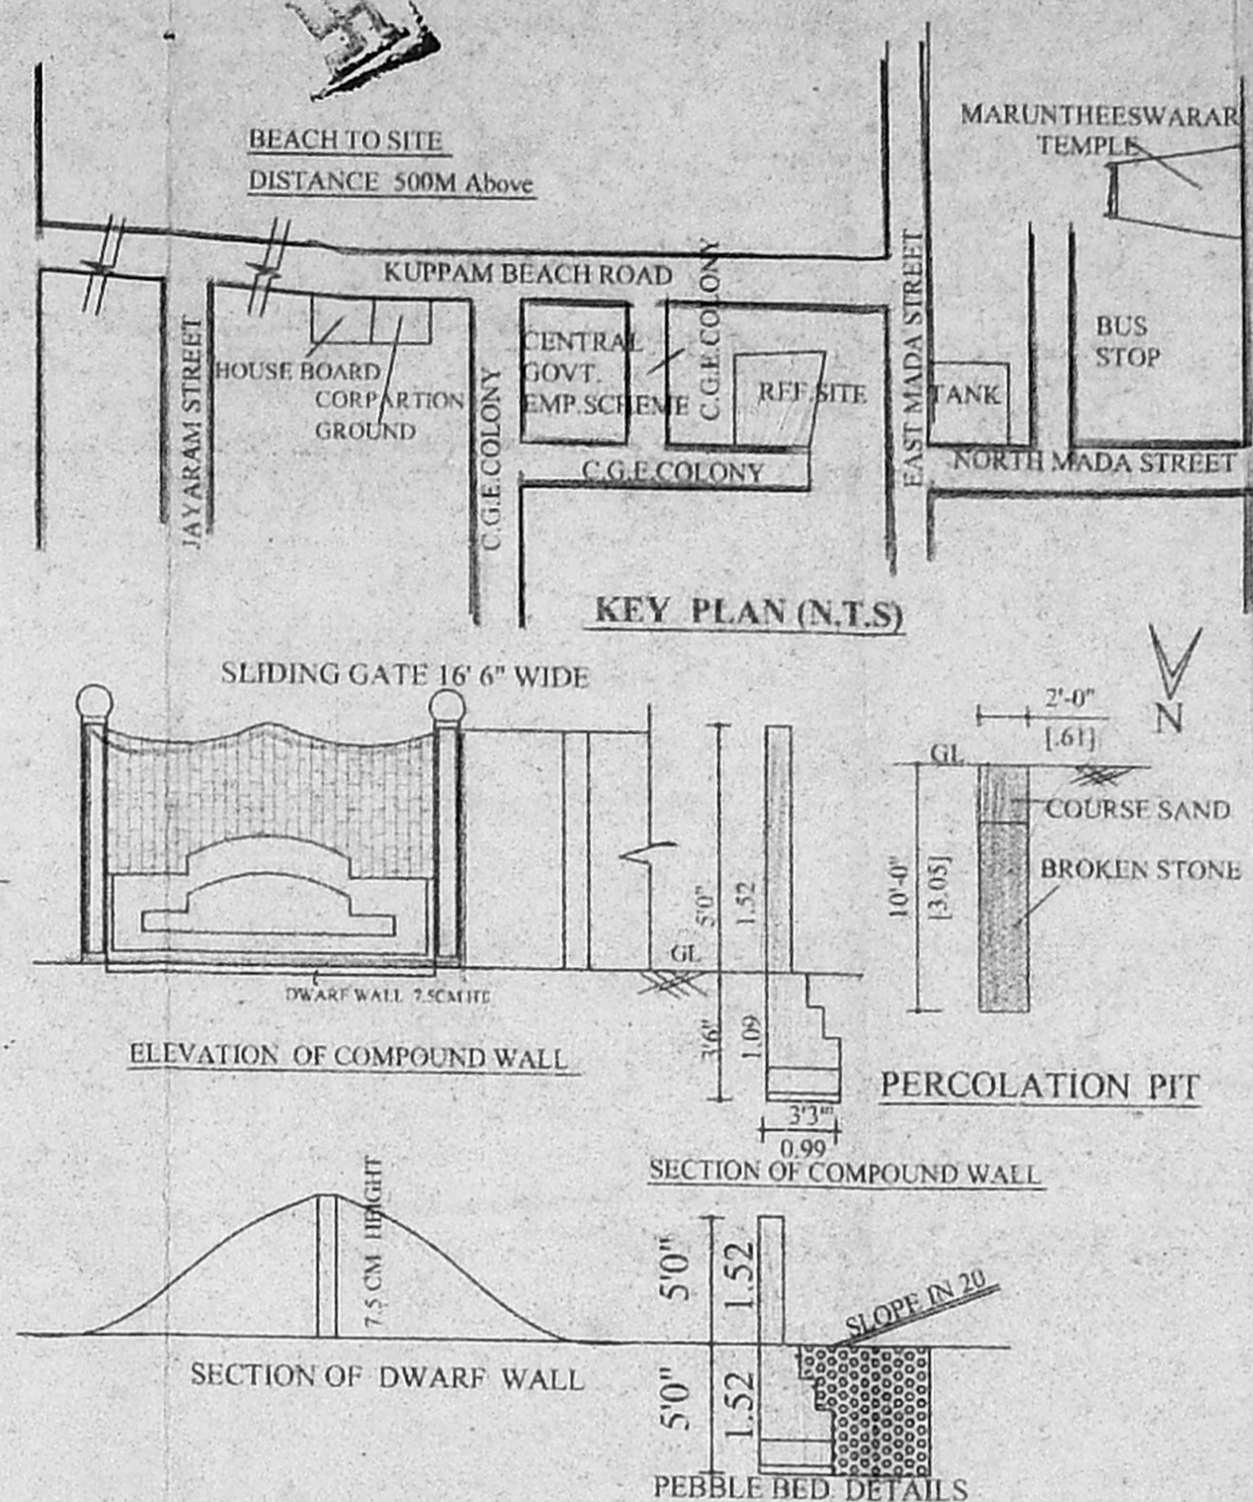 BEACH TO SITE
DISTANCE 500M Above
MARUNTHEESWARAR
TEMPLE
KUPPAM BEACH ROAD
C.G.E.COLONY
EAST MADA STREET
BUS
STOP
JAYARAM STREET
HOUSE BOARD
CORPARTION
GROUND
C.G.E.COLONY
CENTRAL
GOVT.
EMP.SCHEME
REF.SITE
TANK
C.G.E.COLONY
NORTH MADA STREET
KEY PLAN (N.T.S)
N
SLIDING GATE 16' 6" WIDE
DWARF WALL 7.5CM HT
ELEVATION OF COMPOUND WALL
5'0"
1.52
GL
3'6"
1.09
3'3"
0.99
SECTION OF COMPOUND WALL
2'-0"
[.61]
GL
COURSE SAND
BROKEN STONE
10'-0"
[3.05]
PERCOLATION PIT
7.5 CM HEIGHT
SECTION OF DWARF WALL
5'0"
1.52
SLOPE IN 20
5'0"
1.52
PEBBLE BED DETAILS